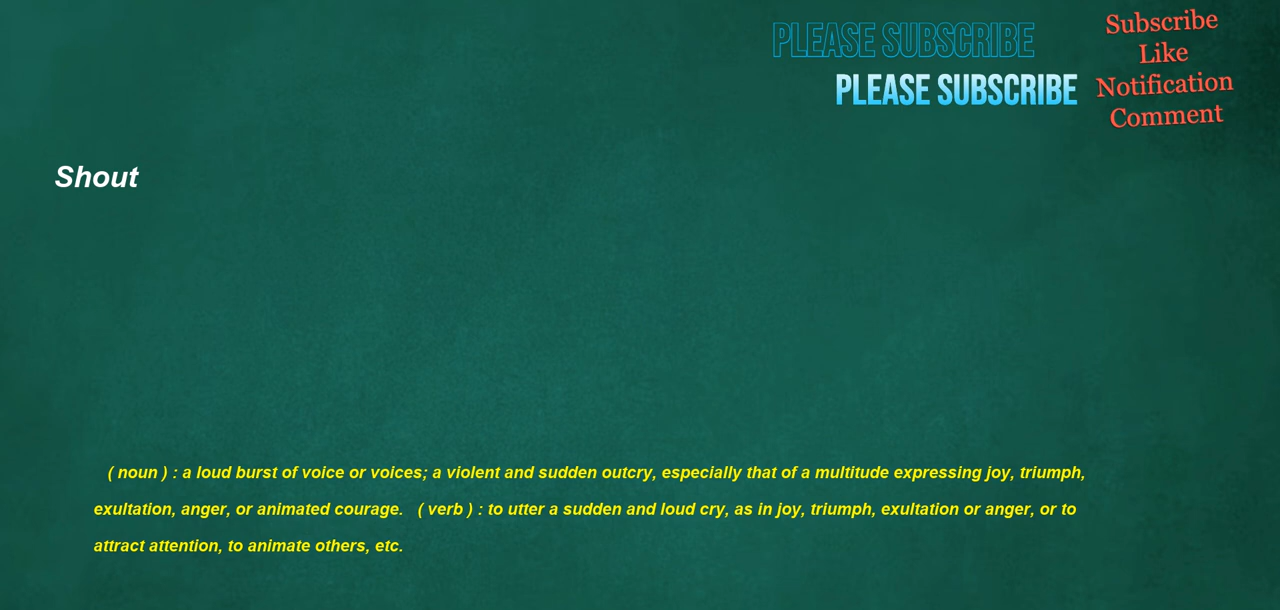 PLEASE SUBSCRIBE
PLEASE SUBSCRIBE
Subscribe
Like
Notification
Comment
Shout
( noun ) : a loud burst of voice or voices; a violent and sudden outcry, especially that of a multitude expressing joy, triumph,
exultation, anger, or animated courage.   ( verb ) : to utter a sudden and loud cry, as in joy, triumph, exultation or anger, or to
attract attention, to animate others, etc.